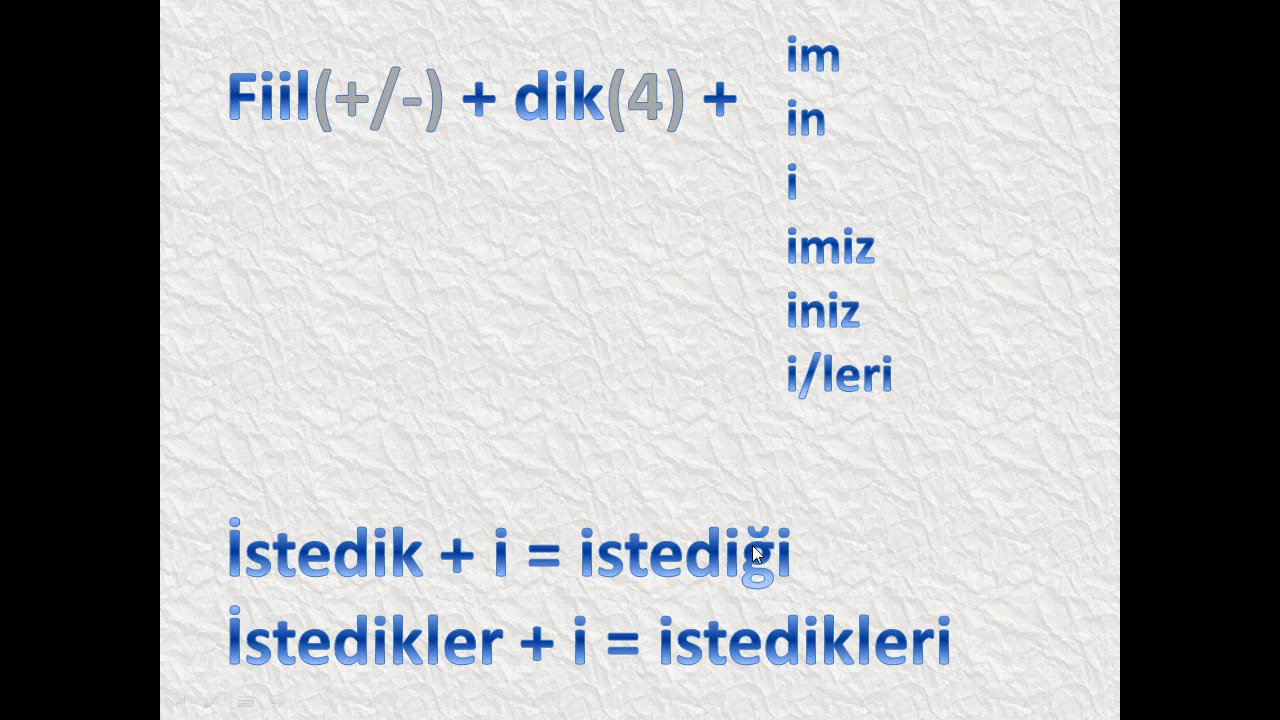 Fiil(+/-) + dik(4) +
im
in
i
imiz
iniz
i/leri
İstedik + i = istediği
İstedikler + i = istedikleri